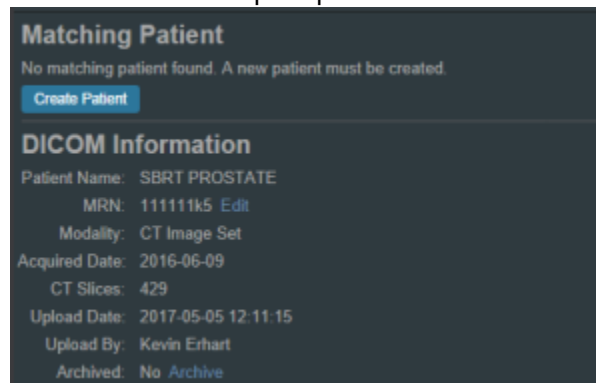 Matching Patient
No matching patient found. A new patient must be created.
Create Patient
DICOM Information
Patient Name: SBRT PROSTATE
MRN: 111111k5 Edit
Modality: CT Image Set
Acquired Date: 2016-06-09
CT Slices: 429
Upload Date: 2017-05-05 12:11:15
Upload By: Kevin Erhart
Archived: No Archive